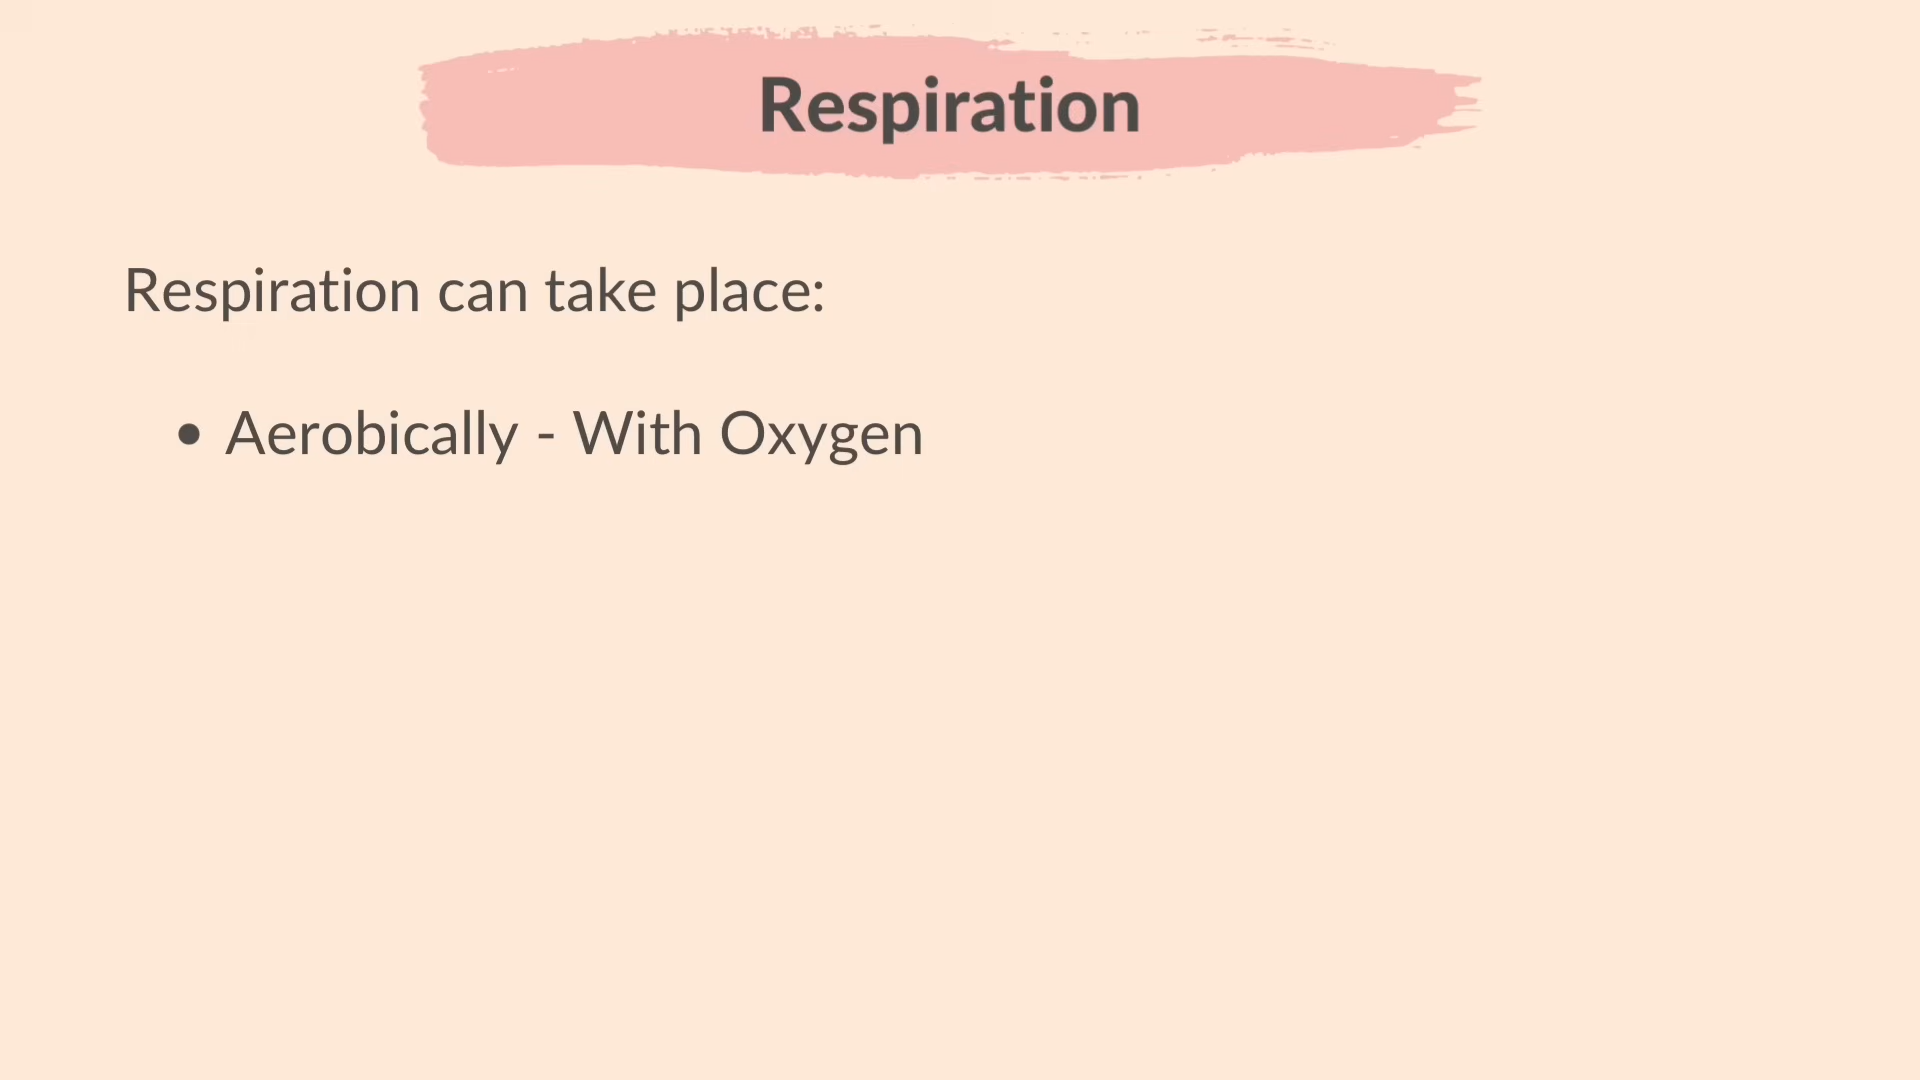 Respiration
Respiration can take place:
• Aerobically - With Oxygen